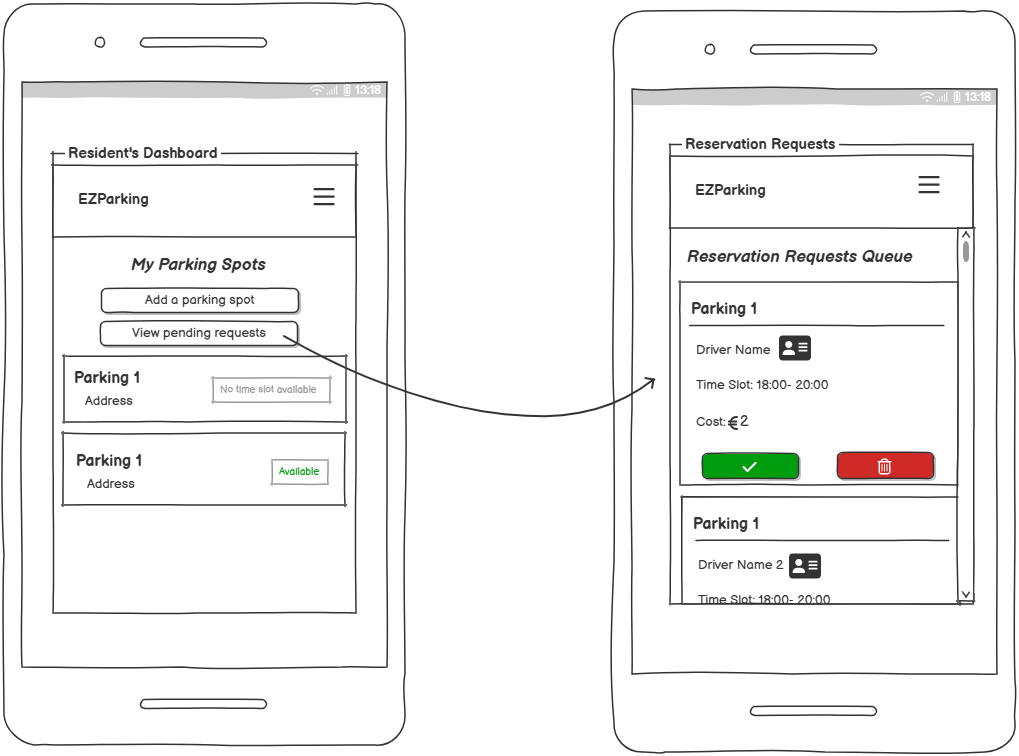 13:18
Resident's Dashboard
EZParking
My Parking Spots
Add a parking spot
View pending requests
Parking 1
Address
No time slot available
Parking 1
Address
Available
13:18
Reservation Requests
EZParking
Reservation Requests Queue
Parking 1
Driver Name
Time Slot: 18:00- 20:00
Cost:€2
Parking 1
Driver Name 2
Time Slot: 18:00- 20:00